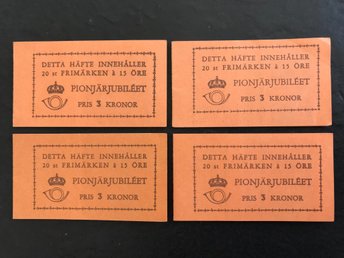 DETTA HÄFTE INNEHÅLLER
20 st FRIMÄRKEN à 15 ÖRE
PIONJÄRJUBILÉET
PRIS 3 KRONOR
DETTA HÄFTE INNEHÅLLER
20 st FRIMÄRKEN à 15 ÖRE
PIONJÄRJUBILÉET
PRIS 3 KRONOR
DETTA HÄFTE INNEHÅLLER
20 st FRIMÄRKEN à 15 ÖRE
PIONJÄRJUBILÉET
PRIS 3 KRONOR
DETTA HÄFTE INNEHÅLLER
20 st FRIMÄRKEN à 15 ÖRE
PIONJÄRJUBILÉET
PRIS 3 KRONOR